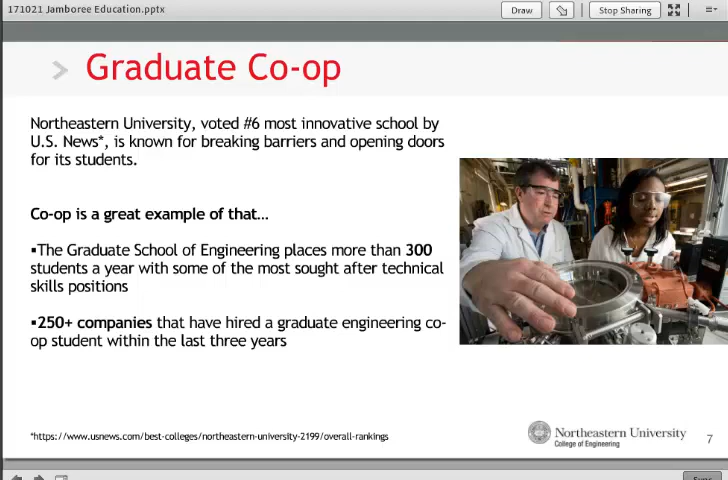 171021 Jamboree Education.pptx
Draw
Stop Sharing
Graduate Co-op
Northeastern University, voted #6 most innovative school by
U.S. News*, is known for breaking barriers and opening doors
for its students.
Co-op is a great example of that…
▪The Graduate School of Engineering places more than 300
students a year with some of the most sought after technical
skills positions
▪250+ companies that have hired a graduate engineering co-
op student within the last three years
*https://www.usnews.com/best-colleges/northeastern-university-2199/overall-rankings
Northeastern University
College of Engineering
7
Sync